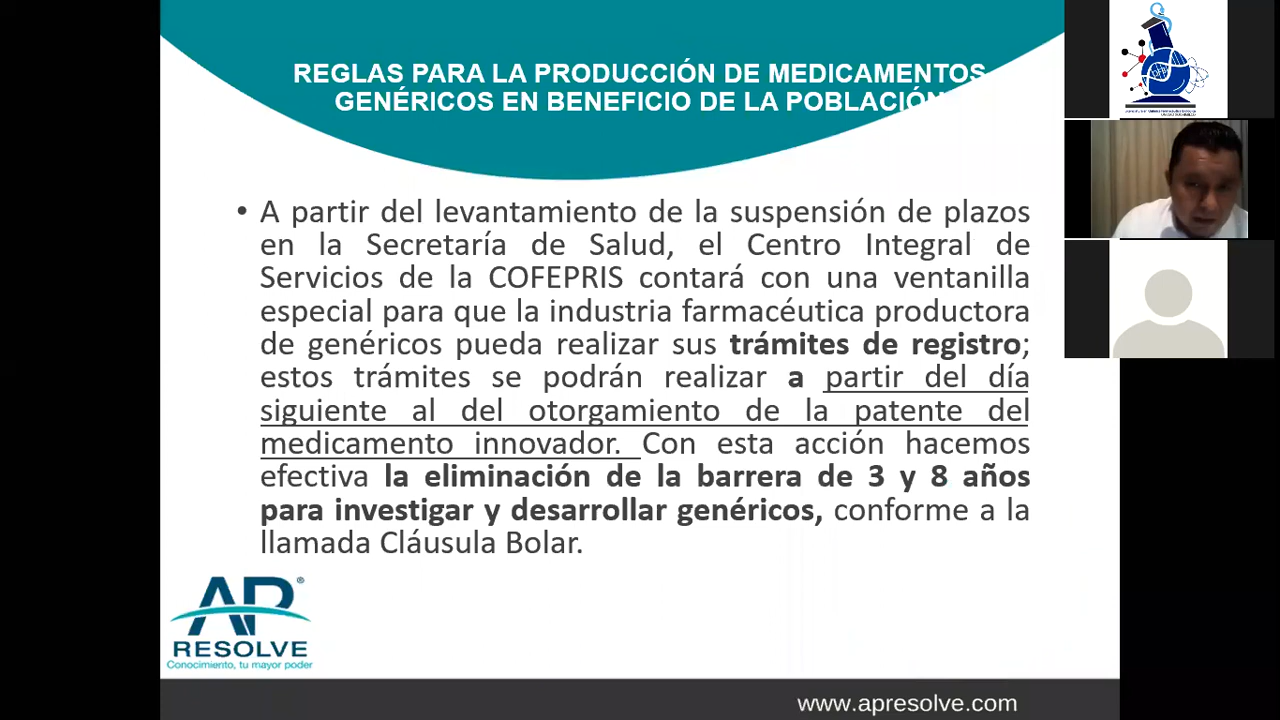 REGLAS PARA LA PRODUCCIÓN DE MEDICAMENTOS
GENÉRICOS EN BENEFICIO DE LA POBLACIÓN
• A partir del levantamiento de la suspensión de plazos
en la Secretaría de Salud, el Centro Integral de
Servicios de la COFEPRIS contará con una ventanilla
especial para que la industria farmacéutica productora
de genéricos pueda realizar sus trámites de registro;
estos trámites se podrán realizar a partir del día
siguiente al del otorgamiento de la patente del
medicamento innovador. Con esta acción hacemos
efectiva la eliminación de la barrera de 3 y 8 años
para investigar y desarrollar genéricos, conforme a la
llamada Cláusula Bolar.
AP®
RESOLVE
Conocimiento, tu mayor poder
www.apresolve.com